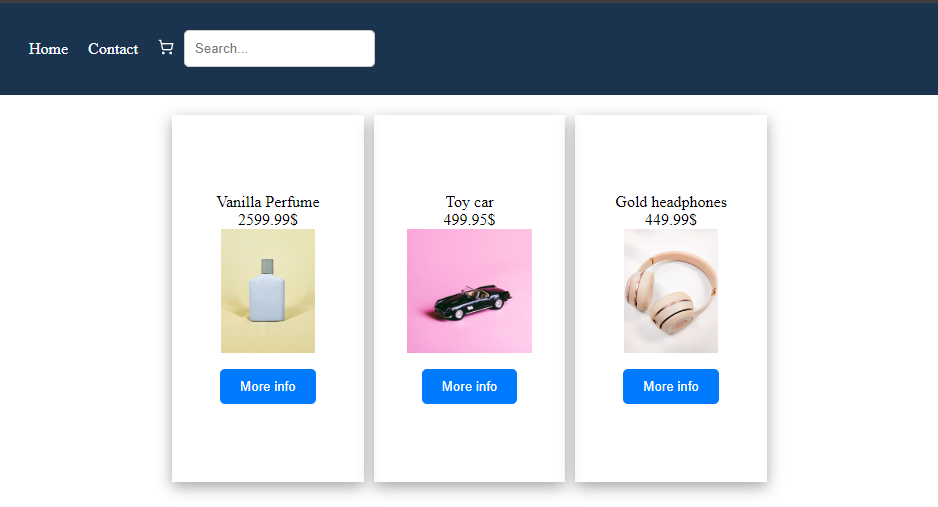 Home Contact Search...
Vanilla Perfume
2599.99$
More info
Toy car
499.95$
More info
Gold headphones
449.99$
More info